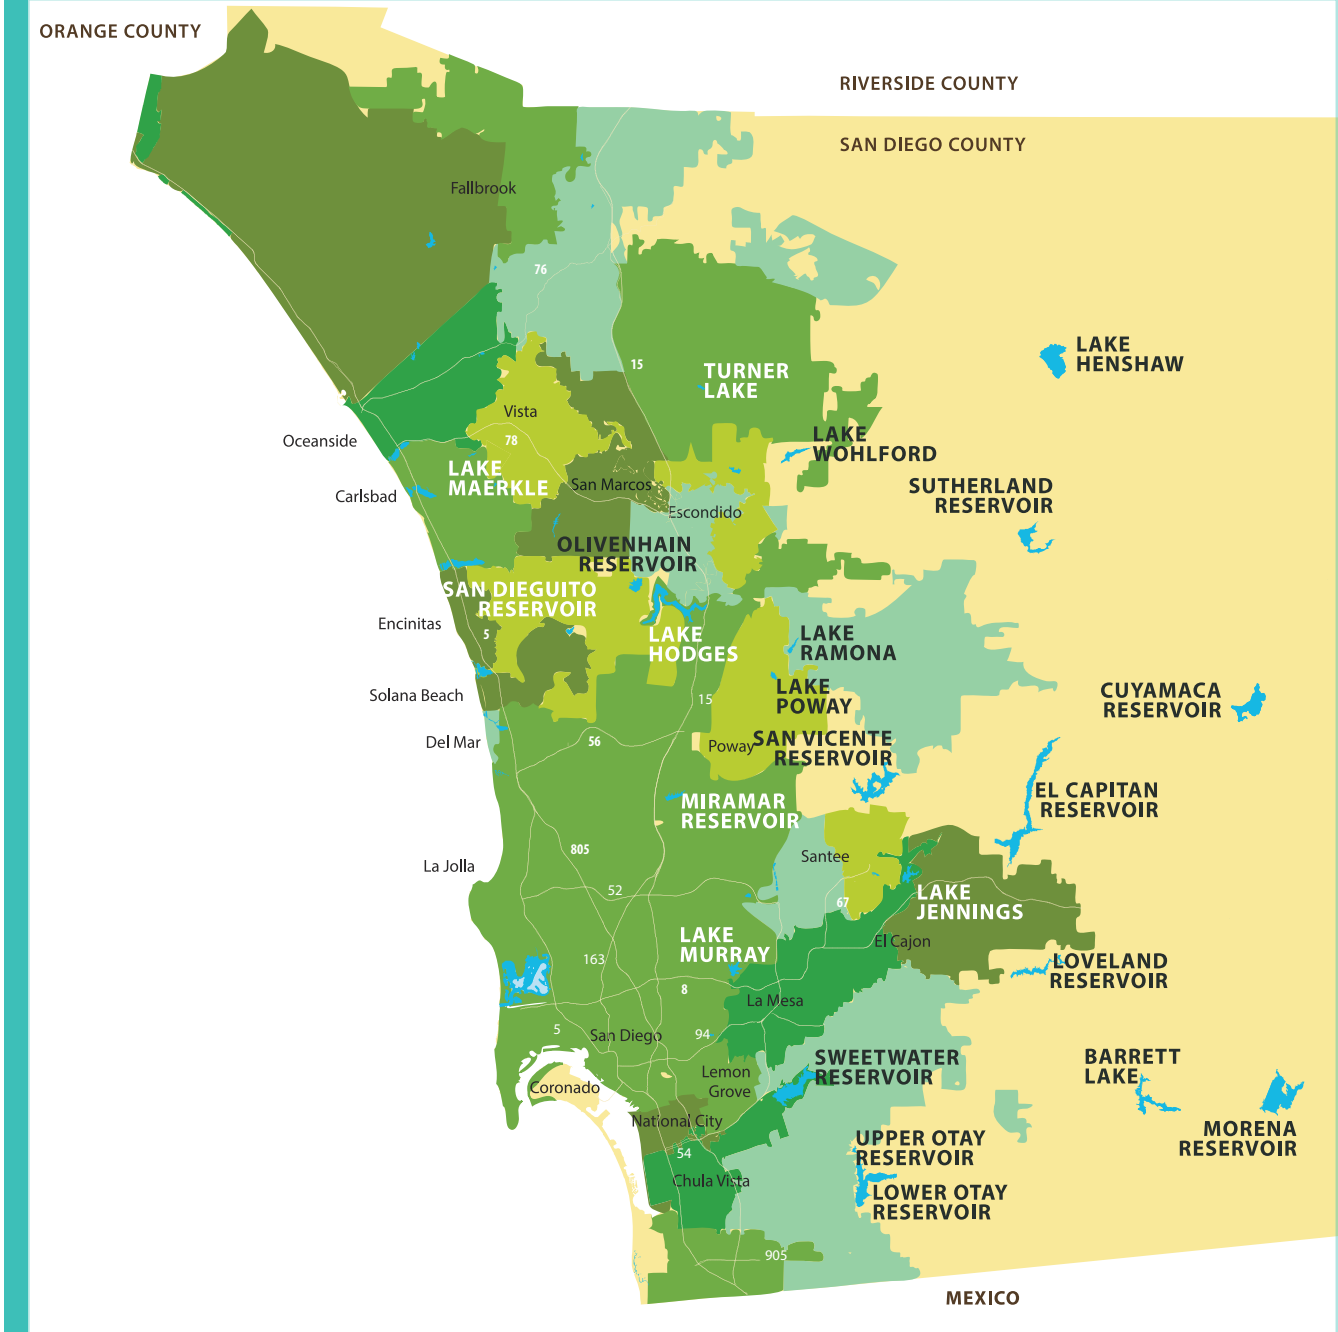 ORANGE COUNTY
RIVERSIDE COUNTY
SAN DIEGO COUNTY
Fallbrook
76
15
TURNER
LAKE
LAKE
HENSHAW
Vista
78
Oceanside
LAKE
WOHLFORD
LAKE
MAERKLE
San Marcos
Carlsbad
SUTHERLAND
RESERVOIR
Escondido
OLIVENHAIN
RESERVOIR
SAN DIEGUITO
RESERVOIR
Encinitas
5
LAKE
HODGES
LAKE
RAMONA
Solana Beach
15
LAKE
POWAY
CUYAMACA
RESERVOIR
Del Mar
56
Poway
SAN VICENTE
RESERVOIR
MIRAMAR
RESERVOIR
EL CAPITAN
RESERVOIR
805
Santee
La Jolla
52
67
LAKE
JENNINGS
LAKE
MURRAY
El Cajon
163
8
LOVELAND
RESERVOIR
La Mesa
5
San Diego
94
SWEETWATER
RESERVOIR
BARRETT
LAKE
Lemon
Grove
Coronado
National City
MORENA
RESERVOIR
54
UPPER OTAY
RESERVOIR
Chula Vista
LOWER OTAY
RESERVOIR
905
MEXICO